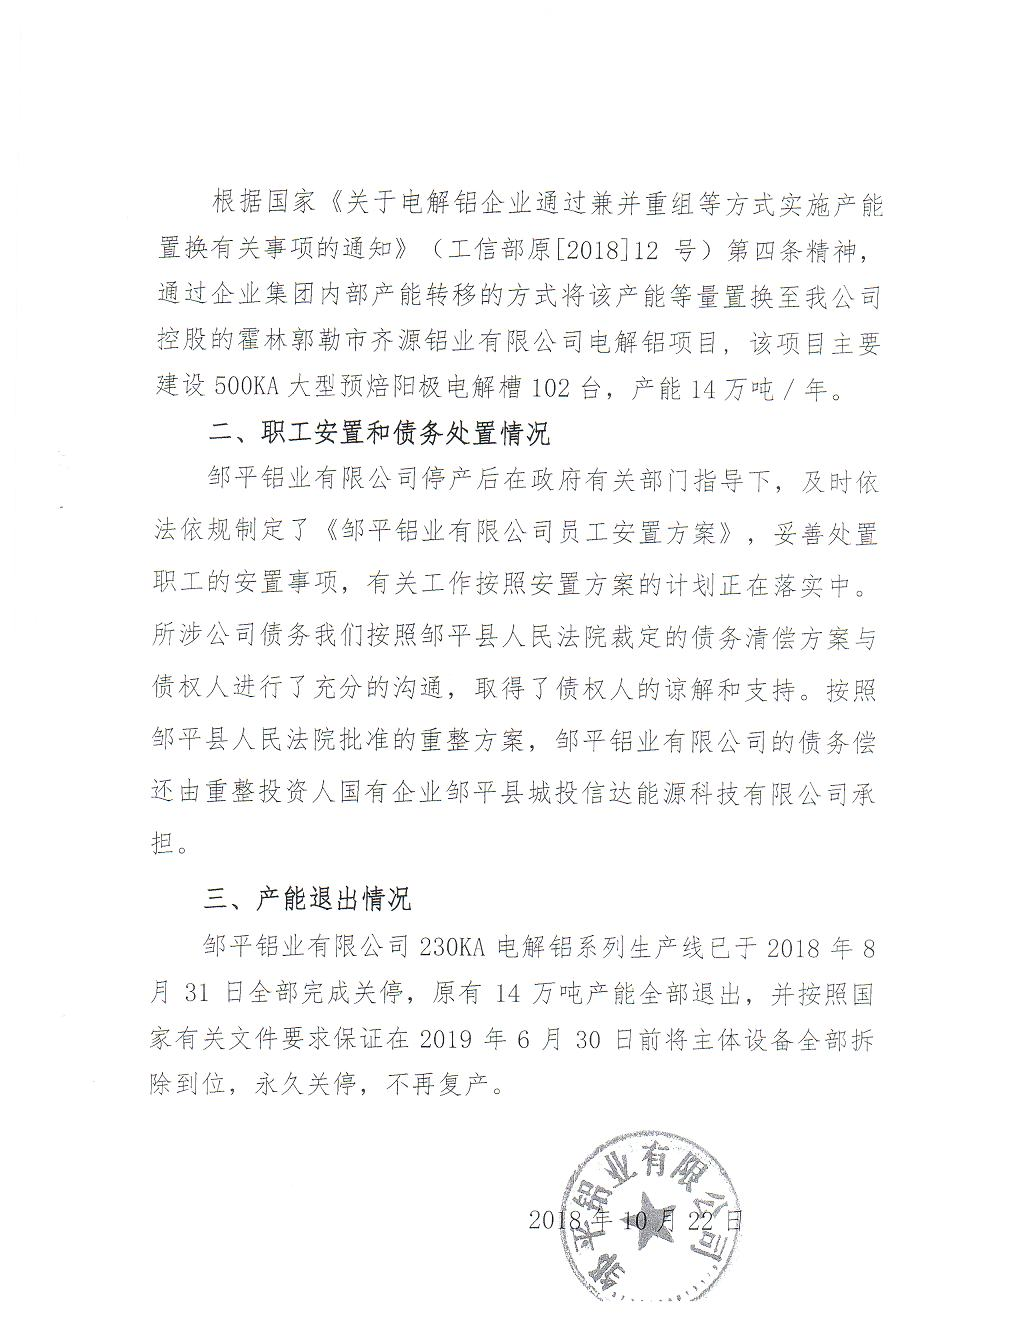 根据国家《关于电解铝企业通过兼并重组等方式实施产能
置换有关事项的通知》（工信部原[2018]12 号）第四条精神，
通过企业集团内部产能转移的方式将该产能等量置换至我公司
控股的霍林郭勒市齐源铝业有限公司电解铝项目，该项目主要
建设 500KA 大型预焙阳极电解槽 102 台，产能 14 万吨／年。
二、职工安置和债务处置情况
邹平铝业有限公司停产后在政府有关部门指导下，及时依
法依规制定了《邹平铝业有限公司员工安置方案》，妥善处置
职工的安置事项，有关工作按照安置方案的计划正在落实中。
所涉公司债务我们按照邹平县人民法院裁定的债务清偿方案与
债权人进行了充分的沟通，取得了债权人的谅解和支持。按照
邹平县人民法院批准的重整方案，邹平铝业有限公司的债务偿
还由重整投资人国有企业邹平县城投信达能源科技有限公司承
担。
三、产能退出情况
邹平铝业有限公司 230KA 电解铝系列生产线已于 2018 年 8
月 31 日全部完成关停，原有 14 万吨产能全部退出，并按照国
家有关文件要求保证在 2019 年 6 月 30 日前将主体设备全部拆
除到位，永久关停，不再复产。
邹平铝业有限公司
2018 年 10 月 22 日